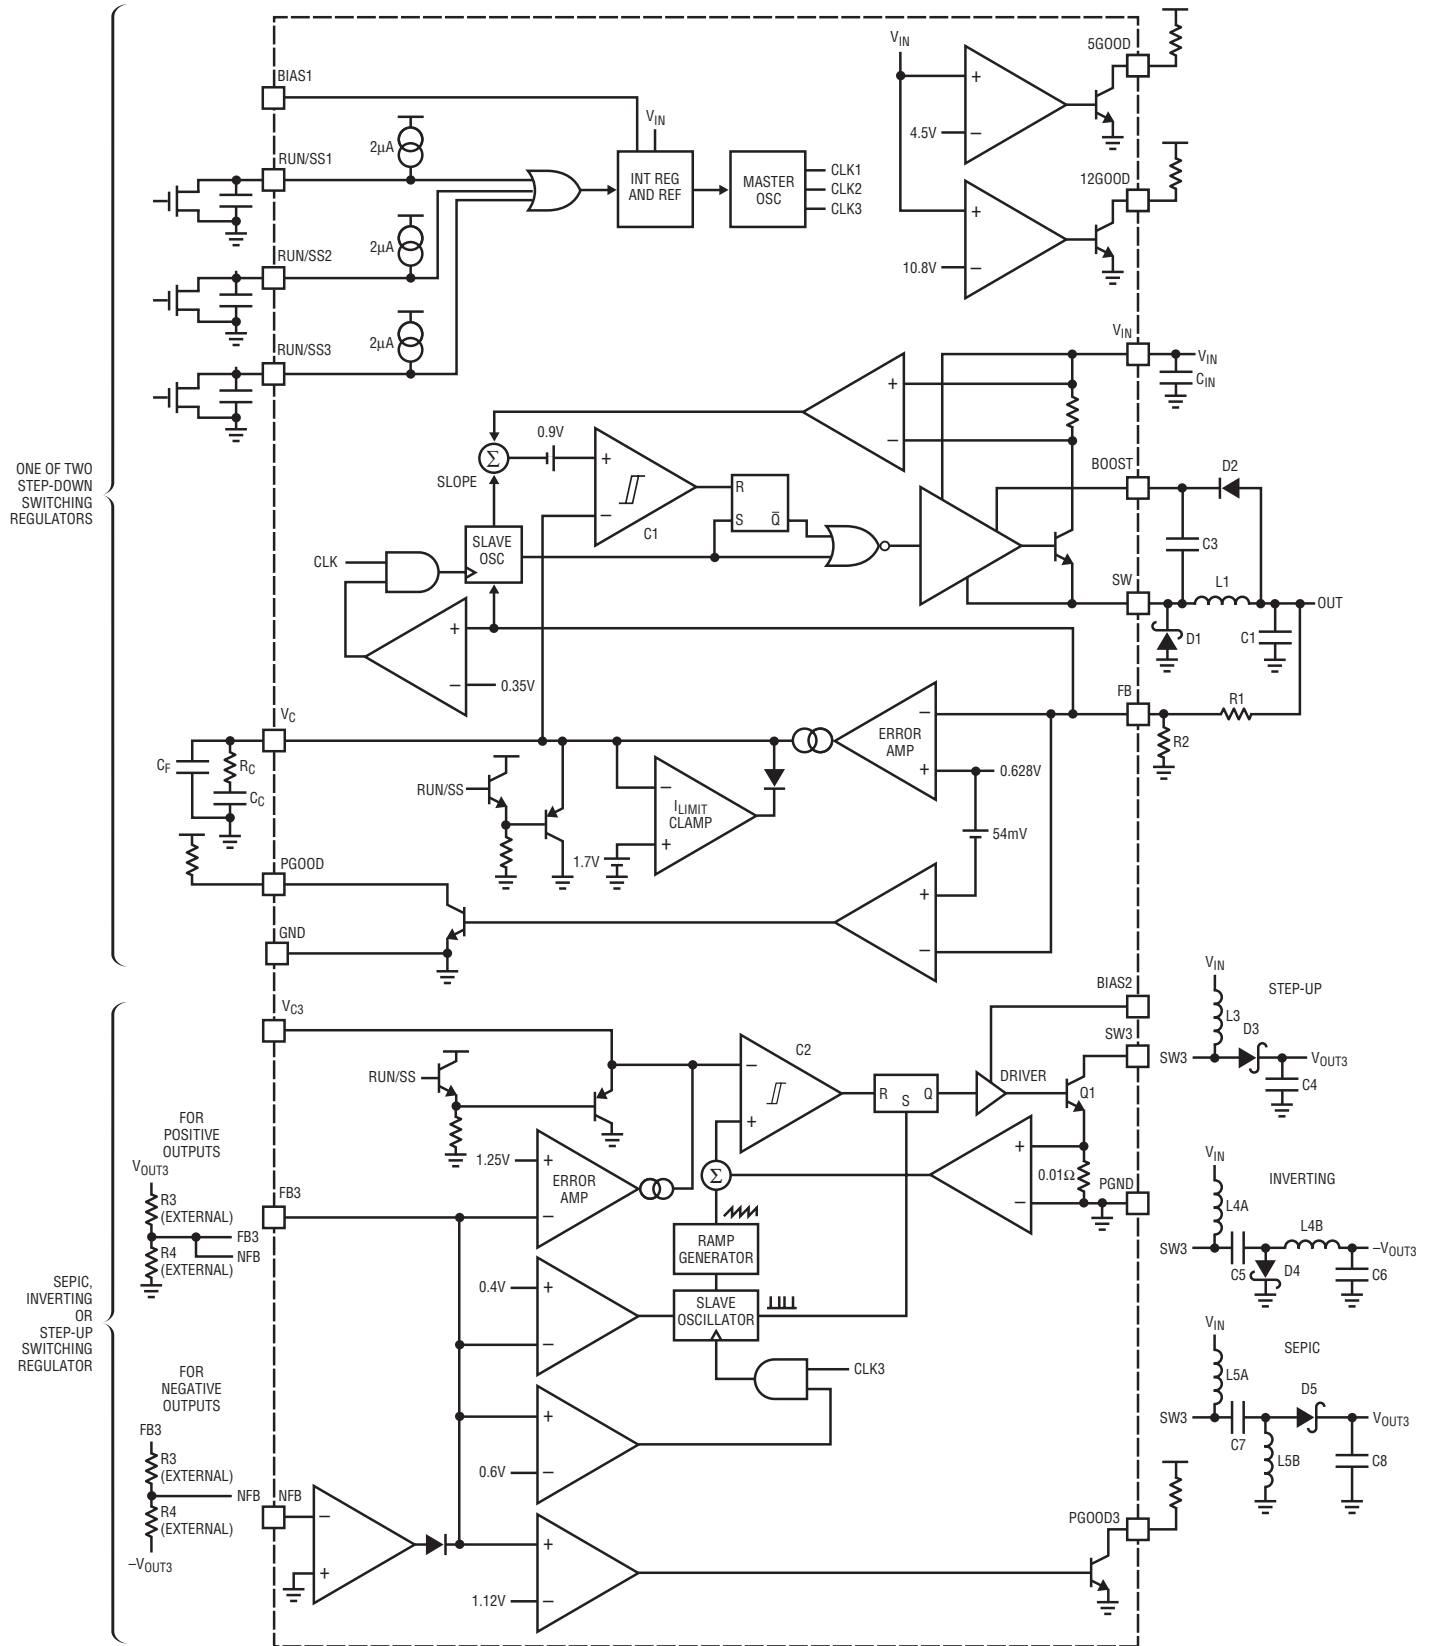 BIAS1
RUN/SS1
2µA
RUN/SS2
2µA
RUN/SS3
2µA
VIN
INT REG
AND REF
MASTER
OSC
CLK1
CLK2
CLK3
VIN
+
4.5V
–
5GOOD
+
10.8V
–
12GOOD
ONE OF TWO
STEP-DOWN
SWITCHING
REGULATORS
VIN
VIN
CIN
+
–
0.9V
Σ
SLOPE
+
–
C1
R
S
Q̅
CLK
SLAVE
OSC
+
–
0.35V
BOOST
D2
C3
SW
L1
OUT
D1
C1
FB
R1
R2
VC
CF
RC
CC
RUN/SS
–
ILIMIT
CLAMP
+
1.7V
–
ERROR
AMP
+
0.628V
54mV
+
–
PGOOD
GND
VC3
RUN/SS
C2
–
+
R
S
Q
DRIVER
Q1
BIAS2
SW3
+
0.01Ω
–
PGND
Σ
RAMP
GENERATOR
SLAVE
OSCILLATOR
CLK3
1.25V
+
ERROR
AMP
–
0.4V
+
–
+
0.6V
–
+
1.12V
–
FB3
NFB
–
+
PGOOD3
SEPIC,
INVERTING
OR
STEP-UP
SWITCHING
REGULATOR
FOR
POSITIVE
OUTPUTS
VOUT3
R3
(EXTERNAL)
FB3
NFB
R4
(EXTERNAL)
FOR
NEGATIVE
OUTPUTS
FB3
R3
(EXTERNAL)
NFB
R4
(EXTERNAL)
–VOUT3
VIN
STEP-UP
L3
D3
SW3
VOUT3
C4
VIN
INVERTING
L4A
L4B
SW3
–VOUT3
C5
D4
C6
VIN
SEPIC
L5A
D5
SW3
VOUT3
C7
L5B
C8